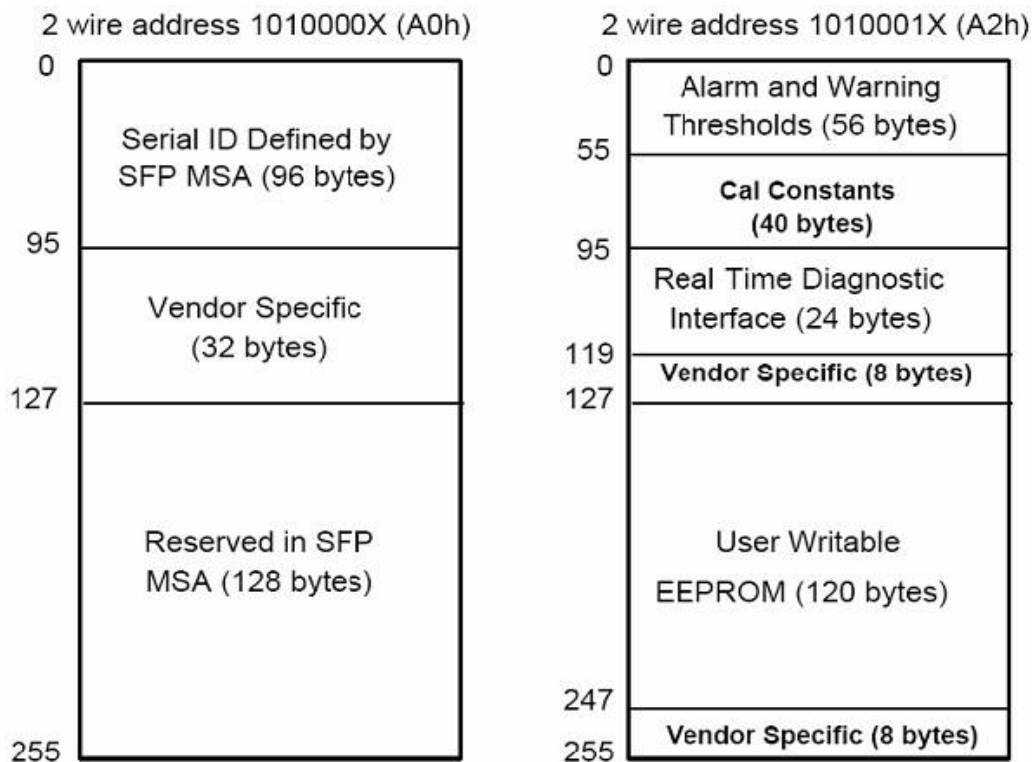 2 wire address 1010000X (A0h)
0
Serial ID Defined by
SFP MSA (96 bytes)
95
Vendor Specific
(32 bytes)
127
Reserved in SFP
MSA (128 bytes)
255
2 wire address 1010001X (A2h)
0
Alarm and Warning
Thresholds (56 bytes)
55
Cal Constants
(40 bytes)
95
Real Time Diagnostic
Interface (24 bytes)
119
Vendor Specific (8 bytes)
127
User Writable
EEPROM (120 bytes)
247
Vendor Specific (8 bytes)
255